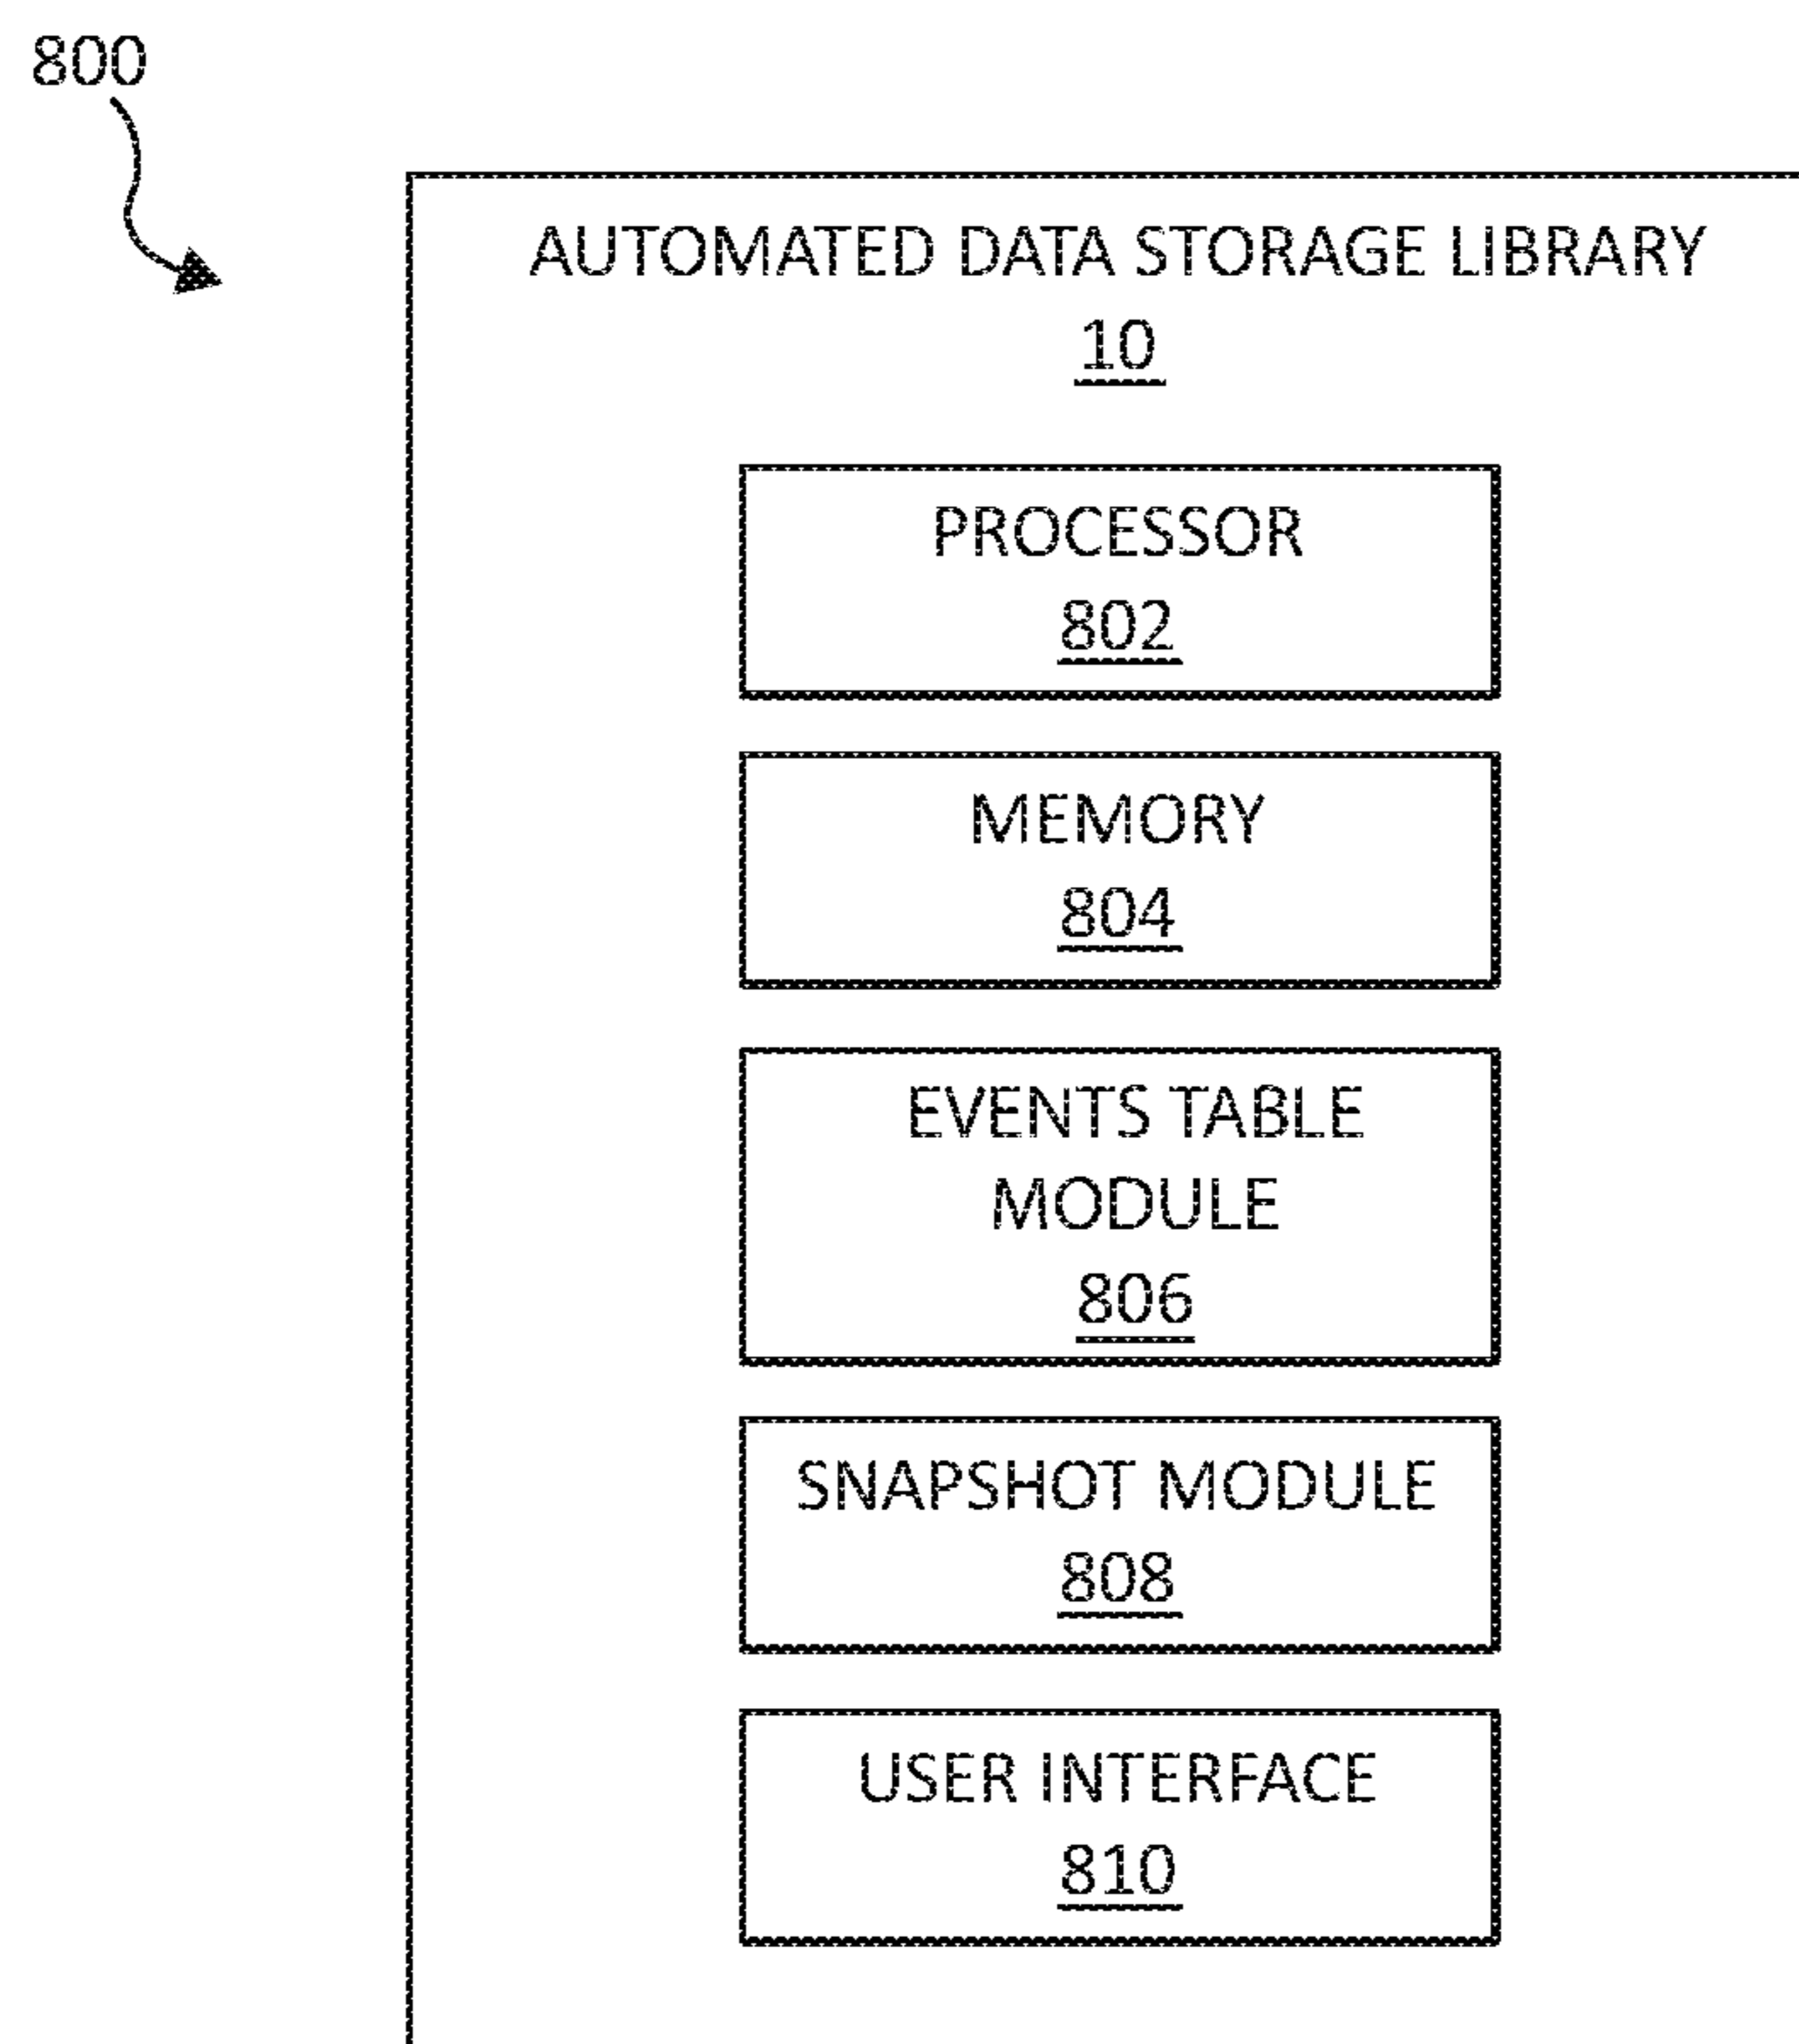 800
AUTOMATED DATA STORAGE LIBRARY
10
PROCESSOR
802
MEMORY
804
EVENTS TABLE
MODULE
806
SNAPSHOT MODULE
808
USER INTERFACE
810